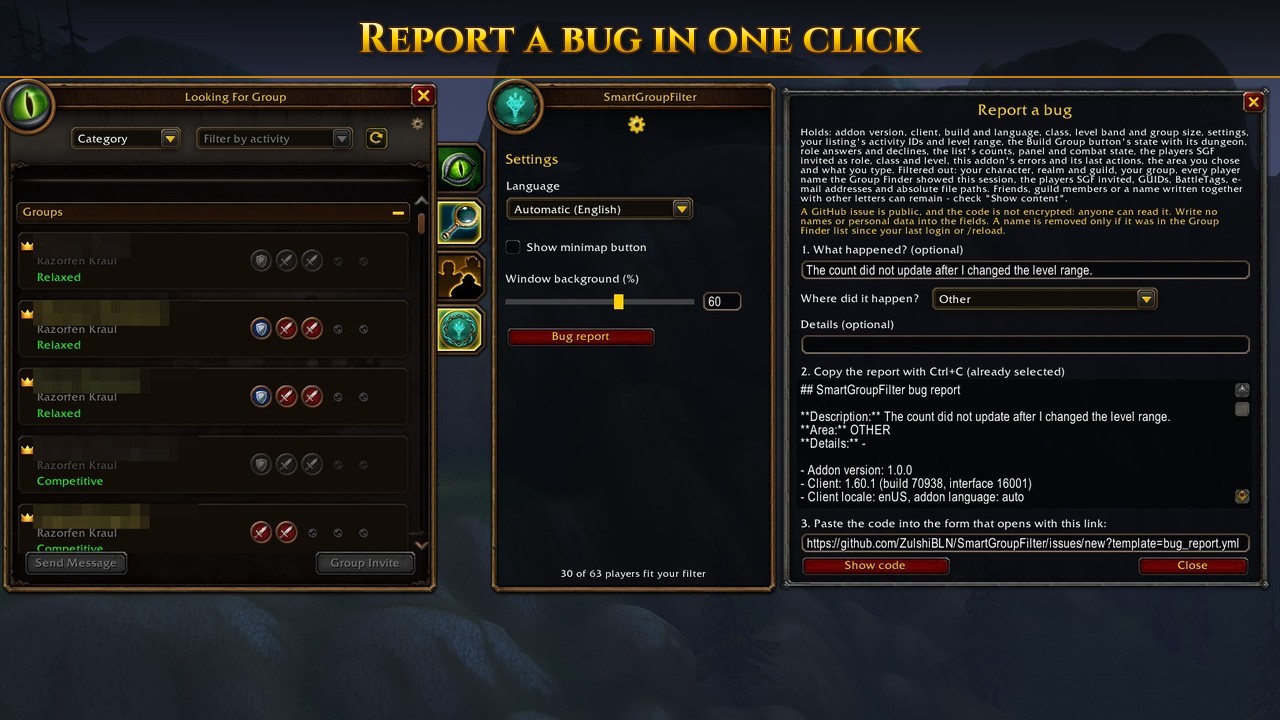 Report a bug in one click
Looking For Group
Category
Filter by activity
Groups
Razorfen Kraul
Relaxed
Razorfen Kraul
Relaxed
Razorfen Kraul
Relaxed
Razorfen Kraul
Competitive
Razorfen Kraul
Competitive
Send Message
Group Invite
SmartGroupFilter
Settings
Language
Automatic (English)
Show minimap button
Window background (%)
60
Bug report
30 of 63 players fit your filter
Report a bug
Holds: addon version, client, build and language, class, level band and group size, settings,
your listing's activity IDs and level range, the Build Group button's state with its dungeon,
role answers and declines, the list's counts, panel and combat state, the players SGF
invited as role, class and level, this addon's errors and its last actions, the area you chose
and what you type. Filtered out: your character, realm and guild, your group, every player
name the Group Finder showed this session, the players SGF invited, GUIDs, BattleTags, e-
mail addresses and absolute file paths. Friends, guild members or a name written together
with other letters can remain - check "Show content".
A GitHub issue is public, and the code is not encrypted: anyone can read it. Write no
names or personal data into the fields. A name is removed only if it was in the Group
Finder list since your last login or /reload.
1. What happened? (optional)
The count did not update after I changed the level range.
Where did it happen?
Other
Details (optional)
2. Copy the report with Ctrl+C (already selected)
## SmartGroupFilter bug report
**Description:** The count did not update after I changed the level range.
**Area:** OTHER
**Details:** -
- Addon version: 1.0.0
- Client: 1.60.1 (build 70938, interface 16001)
- Client locale: enUS, addon language: auto
3. Paste the code into the form that opens with this link:
https://github.com/ZulshiBLN/SmartGroupFilter/issues/new?template=bug_report.yml
Show code
Close